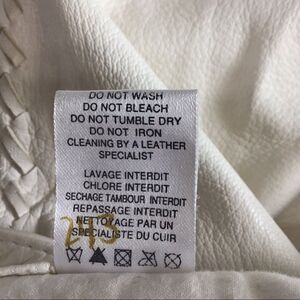 DO NOT WASH
DO NOT BLEACH
DO NOT TUMBLE DRY
DO NOT IRON
CLEANING BY A LEATHER
SPECIALIST
LAVAGE INTERDIT
CHLORE INTERDIT
SECHAGE TAMBOUR INTERDIT
REPASSAGE INTERDIT
NETTOYAGE PAR UN
SPECIALISTE DU CUIR